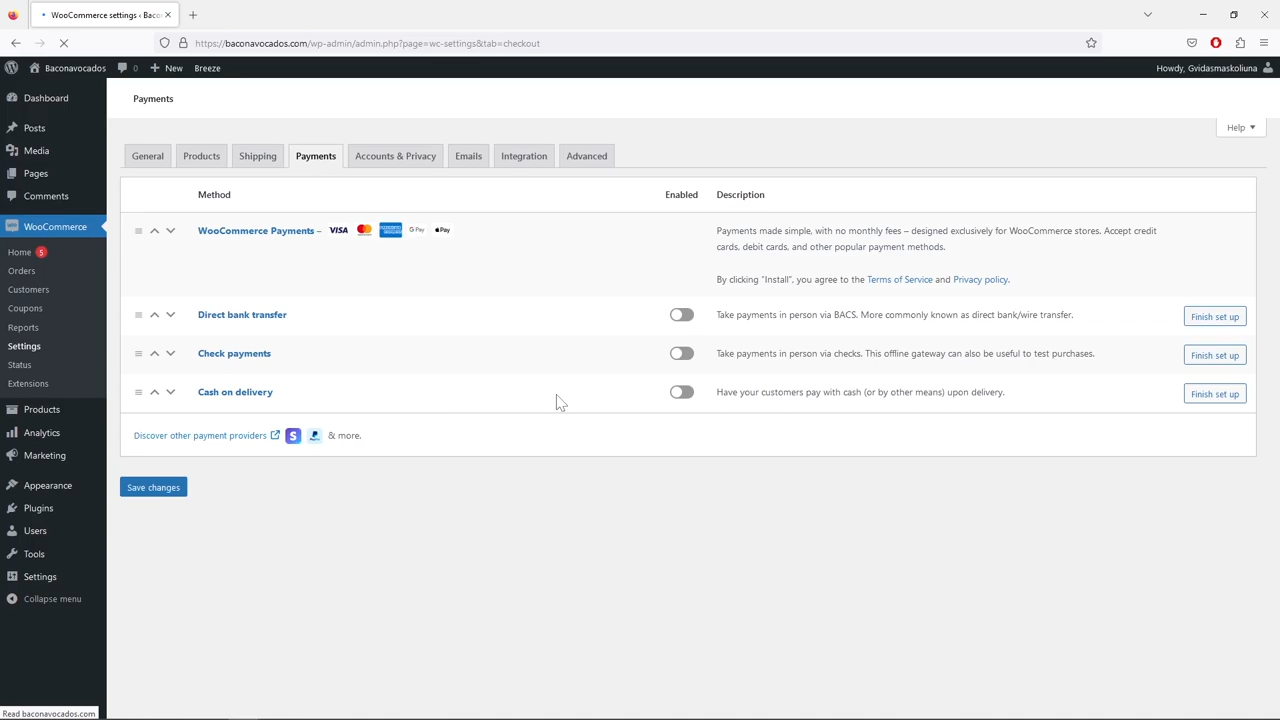 WooCommerce settings ‹ Baco
https://baconavocados.com/wp-admin/admin.php?page=wc-settings&tab=checkout
Baconavocados 0 New Breeze Howdy, Gvidasmaskoliuna
Dashboard
Posts
Media
Pages
Comments
WooCommerce
Home 5
Orders
Customers
Coupons
Reports
Settings
Status
Extensions
Products
Analytics
Marketing
Appearance
Plugins
Users
Tools
Settings
Collapse menu
Payments
Help
General Products Shipping Payments Accounts & Privacy Emails Integration Advanced
Method Enabled Description
WooCommerce Payments – VISA G Pay Pay Payments made simple, with no monthly fees – designed exclusively for WooCommerce stores. Accept credit
cards, debit cards, and other popular payment methods.
By clicking “Install”, you agree to the Terms of Service and Privacy policy.
Direct bank transfer Take payments in person via BACS. More commonly known as direct bank/wire transfer. Finish set up
Check payments Take payments in person via checks. This offline gateway can also be useful to test purchases. Finish set up
Cash on delivery Have your customers pay with cash (or by other means) upon delivery. Finish set up
Discover other payment providers S & more.
Save changes
Read baconavocados.com